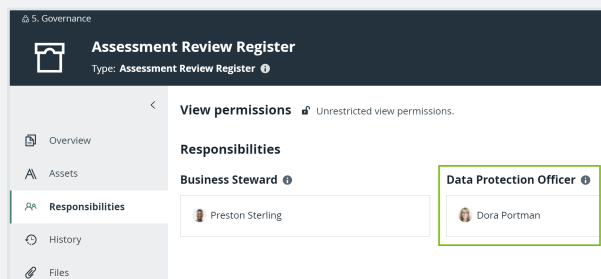 5. Governance
Assessment Review Register
Type: Assessment Review Register
View permissions Unrestricted view permissions.
Overview
Assets
Responsibilities
History
Files
Responsibilities
Business Steward
Preston Sterling
Data Protection Officer
Dora Portman